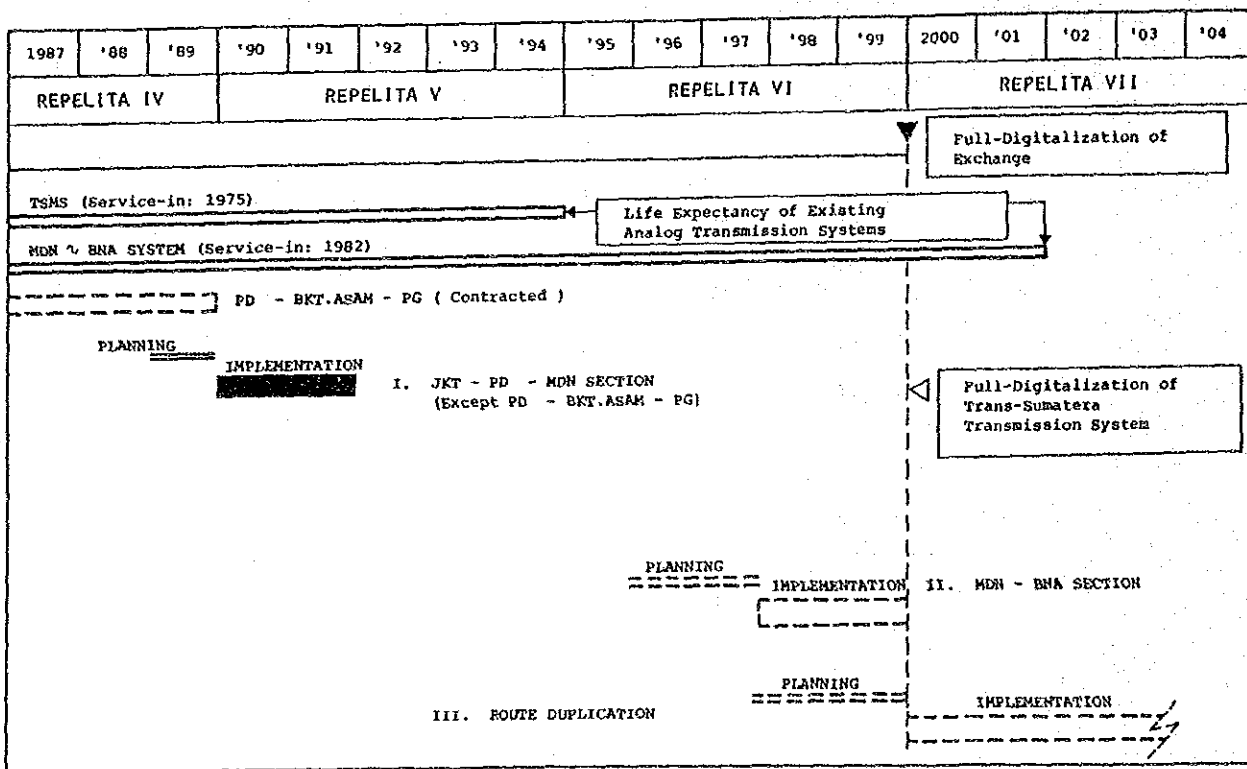 1987 '88 '89 '90 '91 '92 '93 '94 '95 '96 '97 '98 '99 2000 '01 '02 '03 '04
REPELITA IV REPELITA V REPELITA VI REPELITA VII
Full-Digitalization of
Exchange
TSMS (Service-in: 1975)
Life Expectancy of Existing
Analog Transmission Systems
MDN ~ BNA SYSTEM (Service-in: 1982)
PD - BKT.ASAM - PG ( Contracted )
PLANNING
IMPLEMENTATION
I. JKT - PD - MDN SECTION
(Except PD - BKT.ASAM - PG)
Full-Digitalization of
Trans-Sumatera
Transmission System
PLANNING
IMPLEMENTATION II. MDN - BNA SECTION
PLANNING
III. ROUTE DUPLICATION IMPLEMENTATION